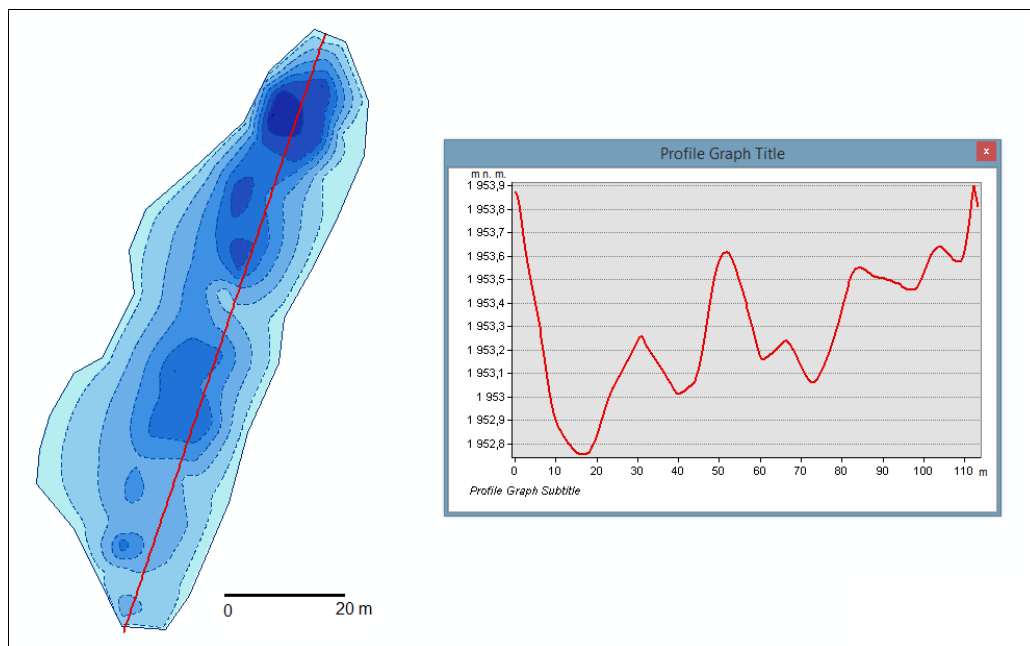 Profile Graph Title
x
m n. m.
1 953,9
1 953,8
1 953,7
1 953,6
1 953,5
1 953,4
1 953,3
1 953,2
1 953,1
1 953
1 952,9
1 952,8
0 10 20 30 40 50 60 70 80 90 100 110 m
Profile Graph Subtitle
0 20 m